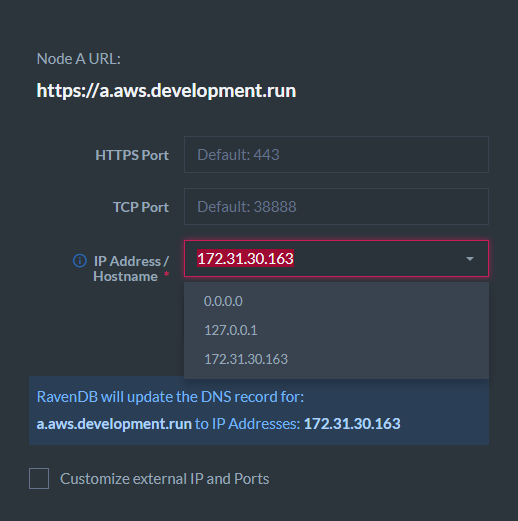 Node A URL:
https://a.aws.development.run
HTTPS Port
Default: 443
TCP Port
Default: 38888
IP Address /
Hostname *
172.31.30.163
0.0.0.0
127.0.0.1
172.31.30.163
RavenDB will update the DNS record for:
a.aws.development.run to IP Addresses: 172.31.30.163
Customize external IP and Ports